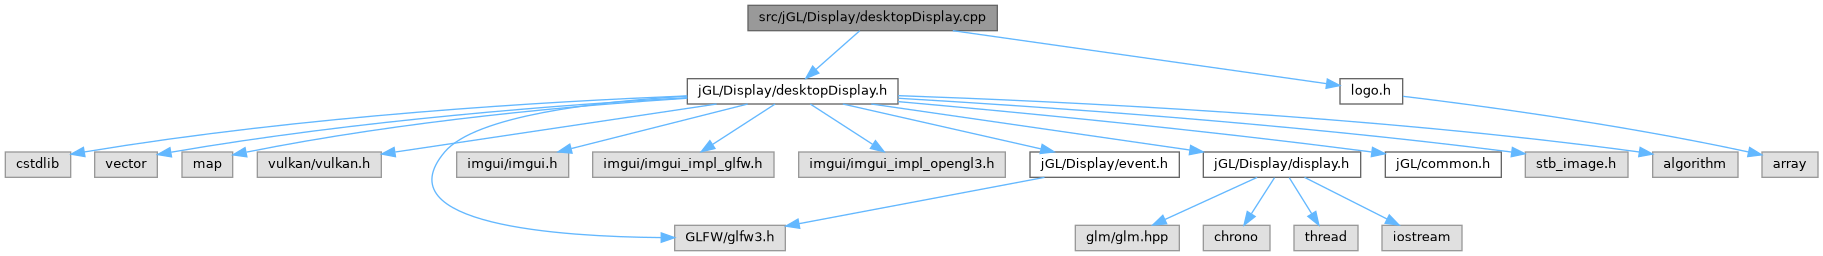 src/jGL/Display/desktopDisplay.cpp
jGL/Display/desktopDisplay.h
logo.h
cstdlib
vector
map
vulkan/vulkan.h
imgui/imgui.h
imgui/imgui_impl_glfw.h
imgui/imgui_impl_opengl3.h
jGL/Display/event.h
jGL/Display/display.h
jGL/common.h
stb_image.h
algorithm
array
GLFW/glfw3.h
glm/glm.hpp
chrono
thread
iostream